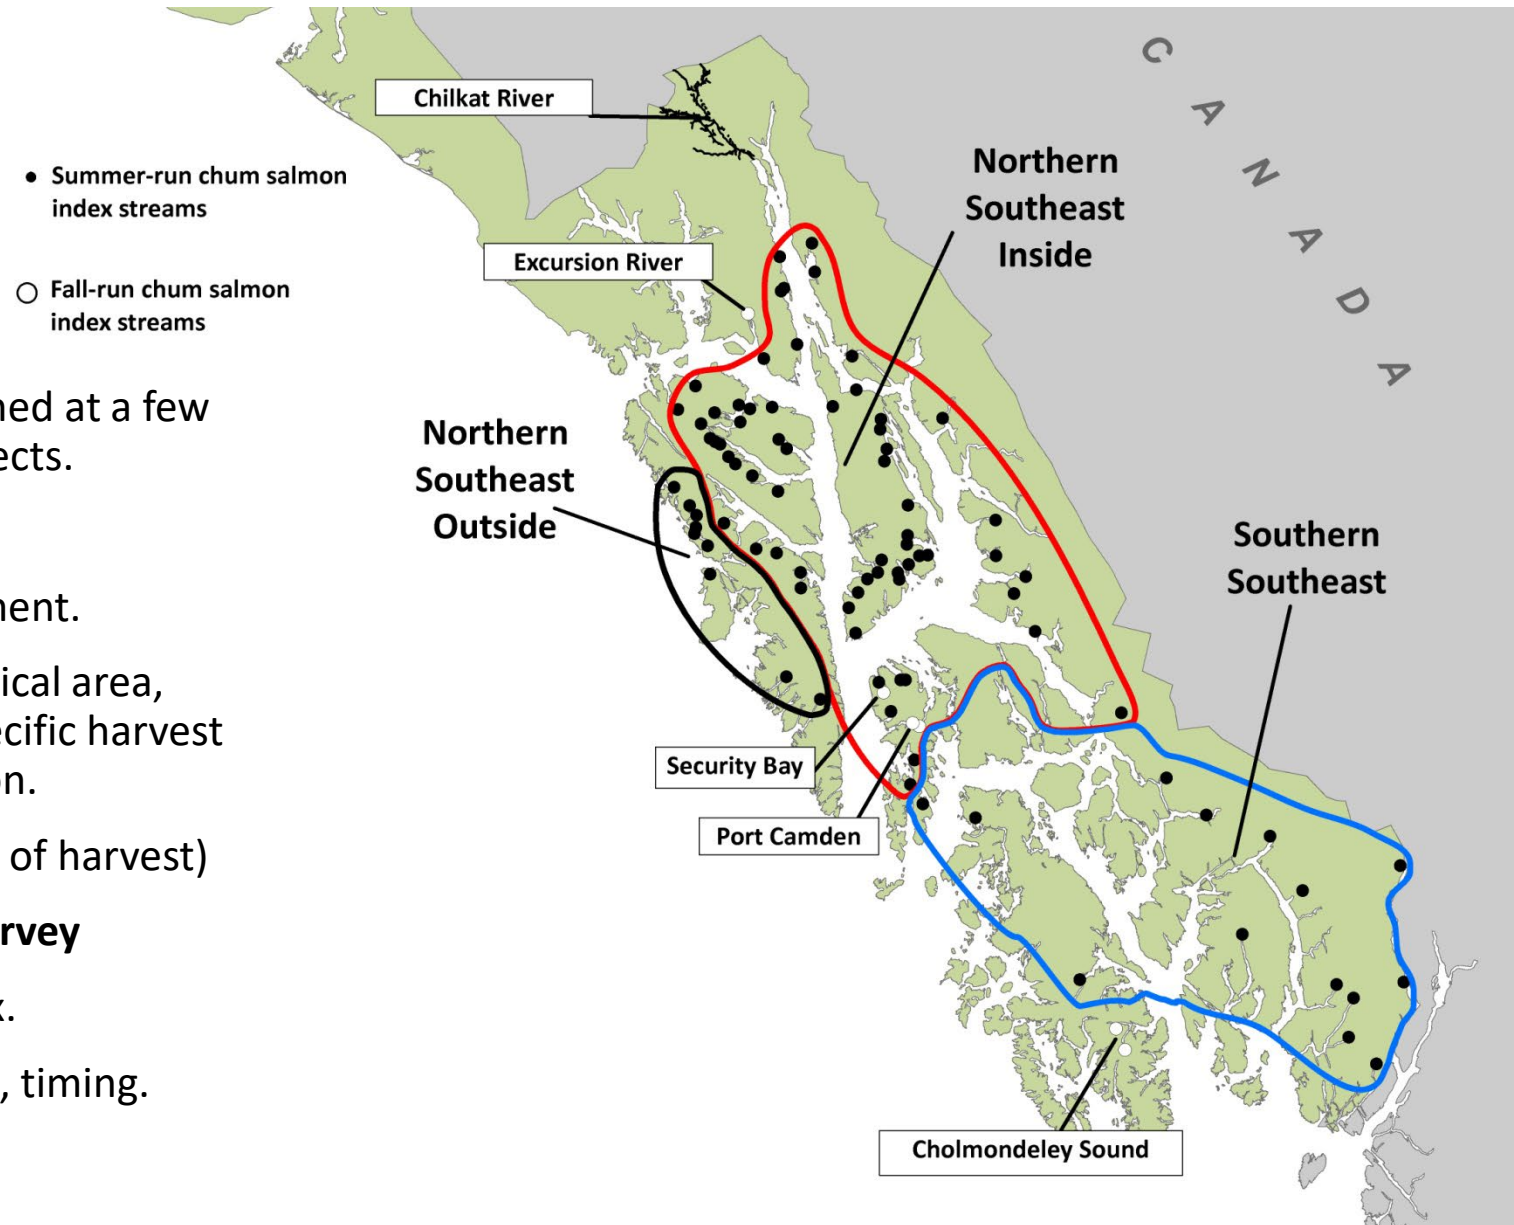 CANADA
Chilkat River
Northern
Southeast
Inside
Summer-run chum salmon
index streams
Excursion River
Fall-run chum salmon
index streams
ned at a few
ects.
Northern
Southeast
Outside
Southern
Southeast
nent.
ical area,
ecific harvest
on.
Security Bay
Port Camden
of harvest)
rvey
x.
, timing.
Cholmondeley Sound